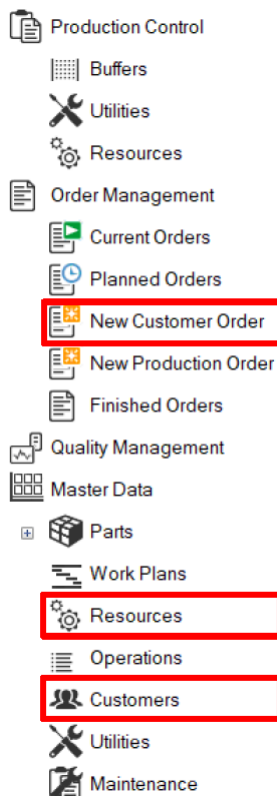 Production Control
Buffers
Utilities
Resources
Order Management
Current Orders
Planned Orders
New Customer Order
New Production Order
Finished Orders
Quality Management
Master Data
Parts
Work Plans
Resources
Operations
Customers
Utilities
Maintenance